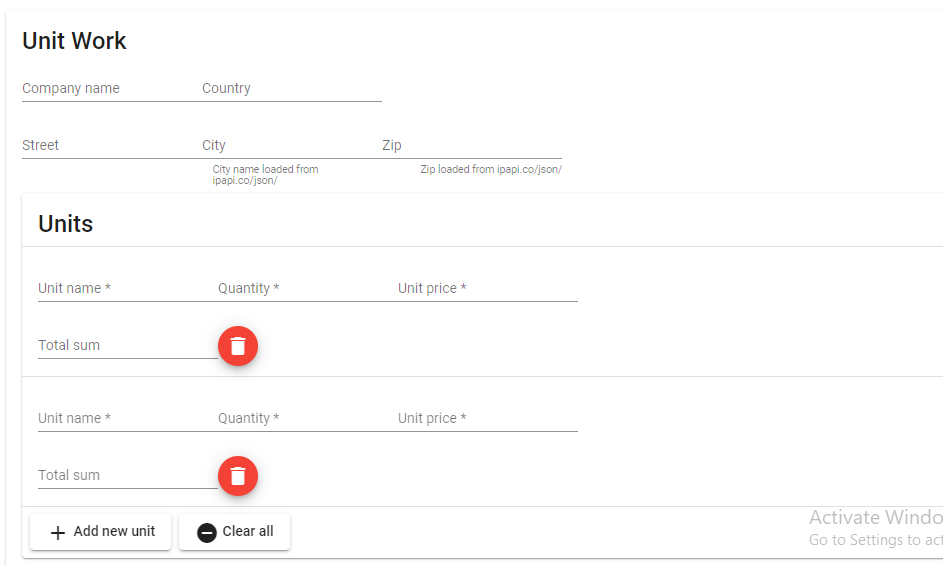 Unit Work
Company name Country
Street City Zip
City name loaded from Zip loaded from ipapi.co/json/
ipapi.co/json/
Units
Unit name * Quantity * Unit price *
Total sum
Unit name * Quantity * Unit price *
Total sum
Add new unit Clear all
Activate Windo
Go to Settings to act